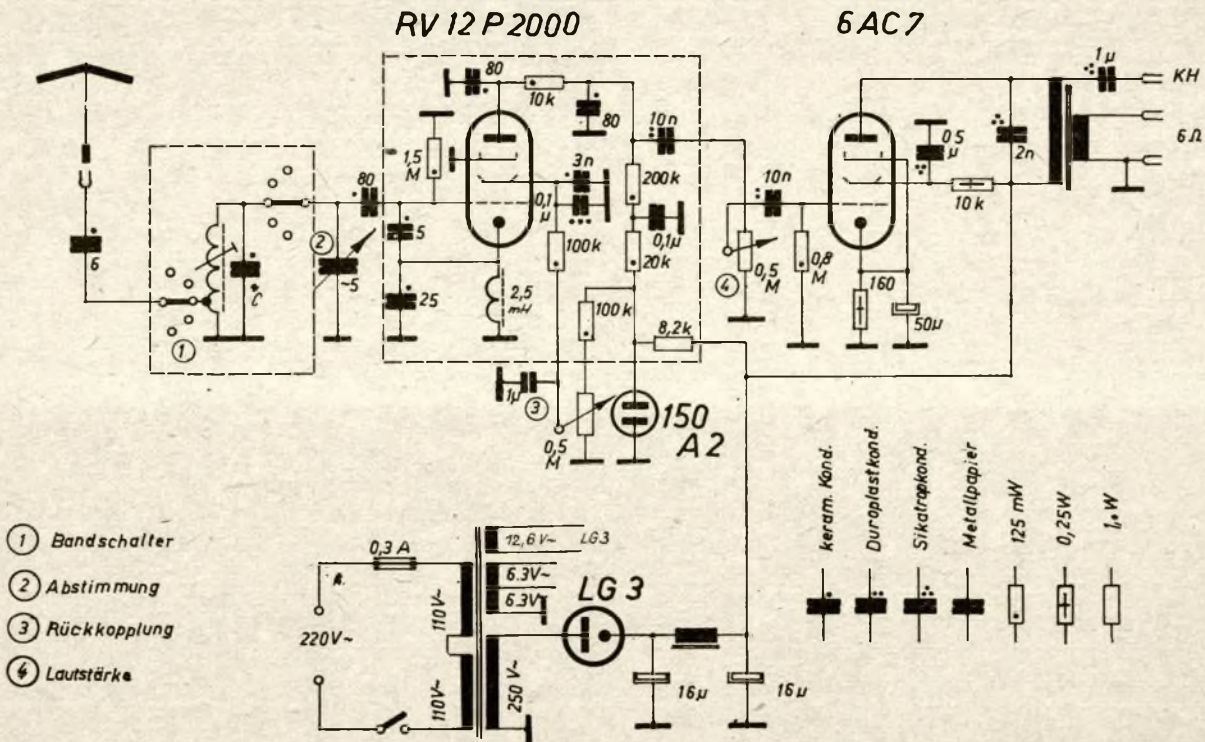 RV 12 P 2000
6 AC 7
80
10k
80
10n
1,5 M
3n
0,1 µ
200k
100k
0,1µ
20k
80
5
25
2,5 mH
100k
8,2k
6
C
②
~5
①
10n
0,5 M
④
0,8 M
160
50µ
0,5 µ
10k
2n
1µ
KH
6Ω
1µ
③
0,5 M
150 A2
① Bandschalter
② Abstimmung
③ Rückkopplung
④ Lautstärke
0,3 A
220V~
110V~
110V~
12,6 V~ LG3
6.3V~
6.3V~
250 V~
LG 3
16µ
16µ
keram. Kond.
Duroplastkond.
Sikatropkond.
Metallpapier
125 mW
0,25W
W